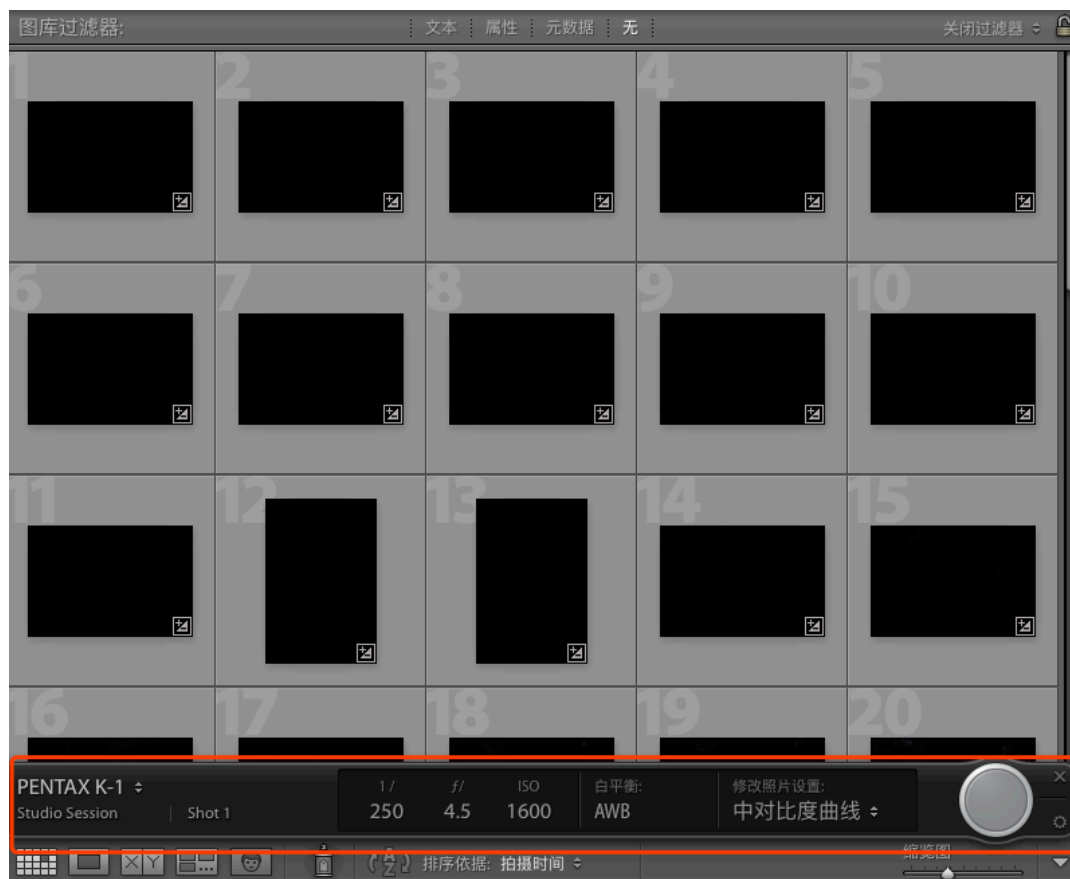 图库过滤器: 文本 属性 元数据 无 关闭过滤器
1 2 3 4 5
6 7 8 9 10
11 12 13 14 15
16 17 18 19 20
PENTAX K-1 1/ f/ ISO 白平衡: 修改照片设置:
Studio Session Shot 1 250 4.5 1600 AWB 中对比度曲线
XY 排序依据: 拍摄时间 缩览图